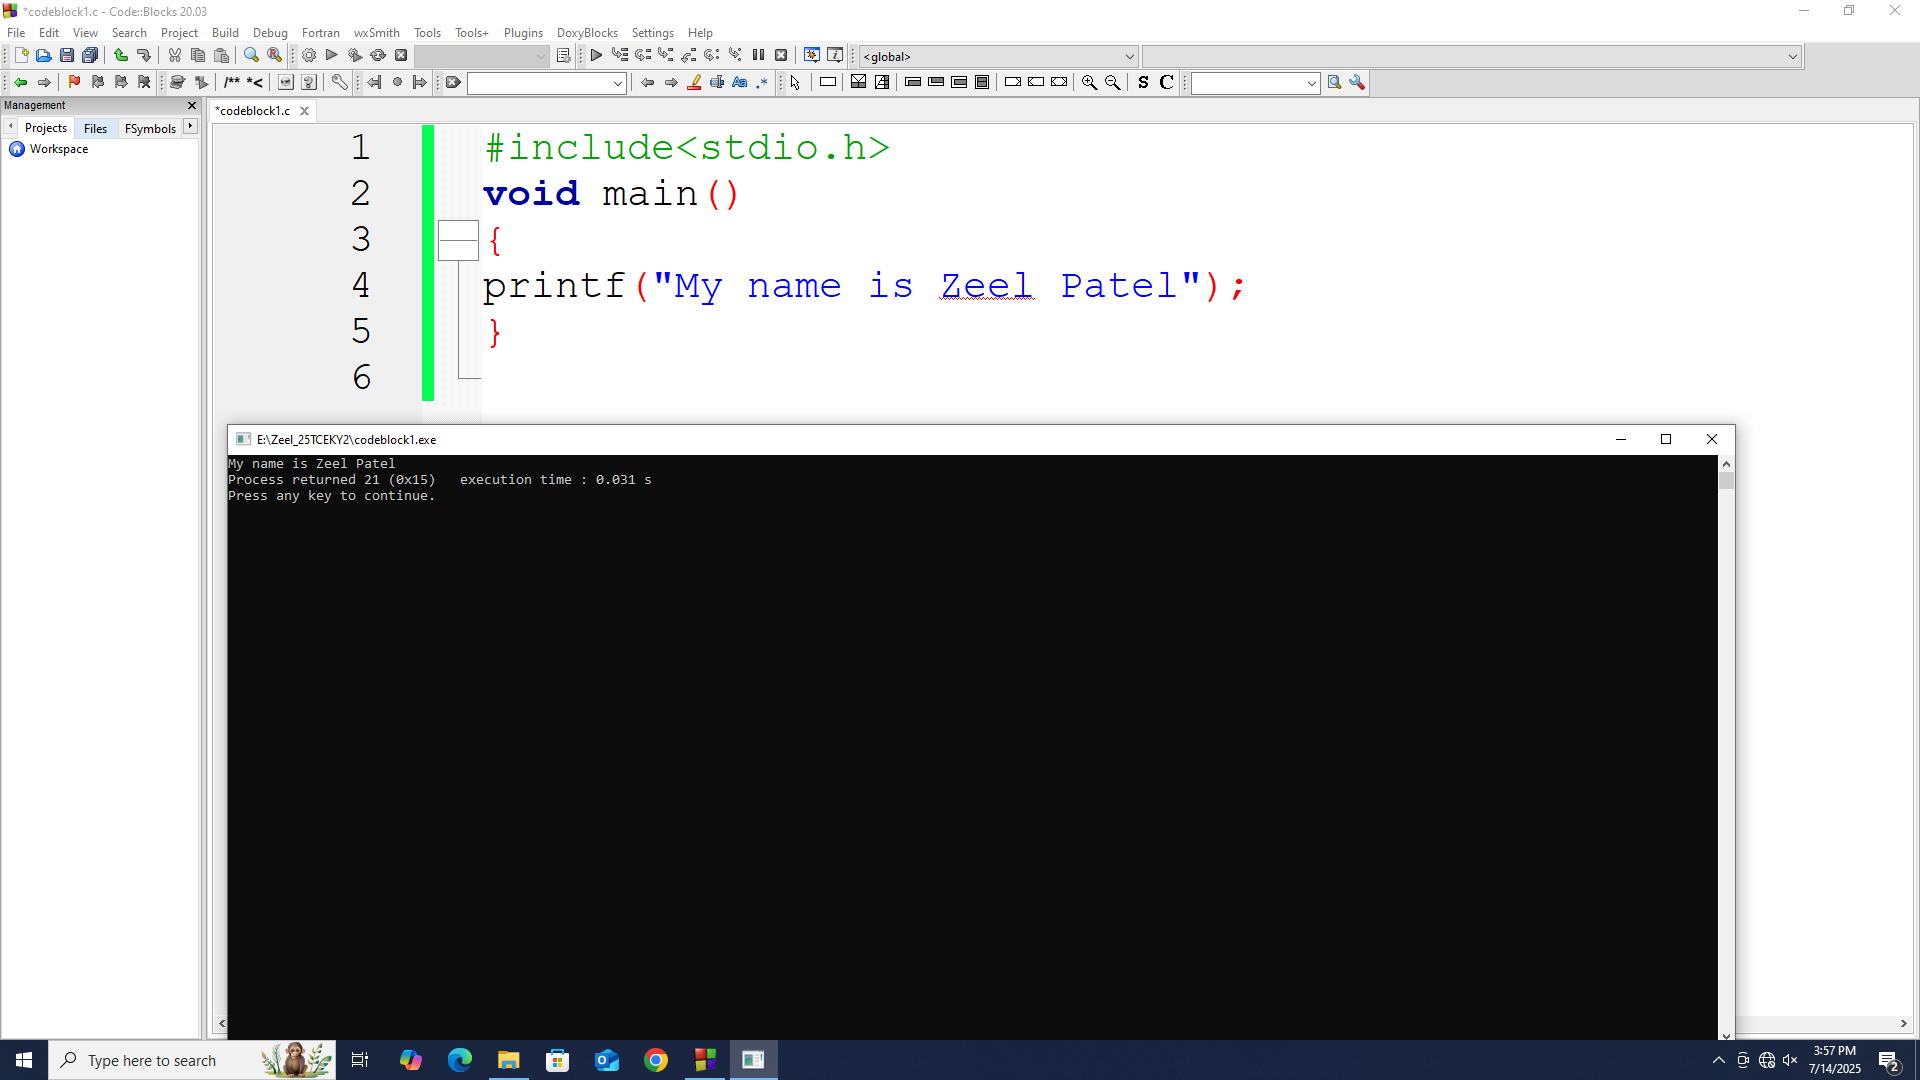 *codeblock1.c - Code::Blocks 20.03
File Edit View Search Project Build Debug Fortran wxSmith Tools Tools+ Plugins DoxyBlocks Settings Help
<global>
/** *< Aa .* S C
Management
*codeblock1.c
Projects Files FSymbols
Workspace
1 #include<stdio.h>
2 void main()
3 {
4 printf("My name is Zeel Patel");
5 }
6
E:\Zeel_25TCEKY2\codeblock1.exe
My name is Zeel Patel
Process returned 21 (0x15)   execution time : 0.031 s
Press any key to continue.
Type here to search
3:57 PM
7/14/2025
2